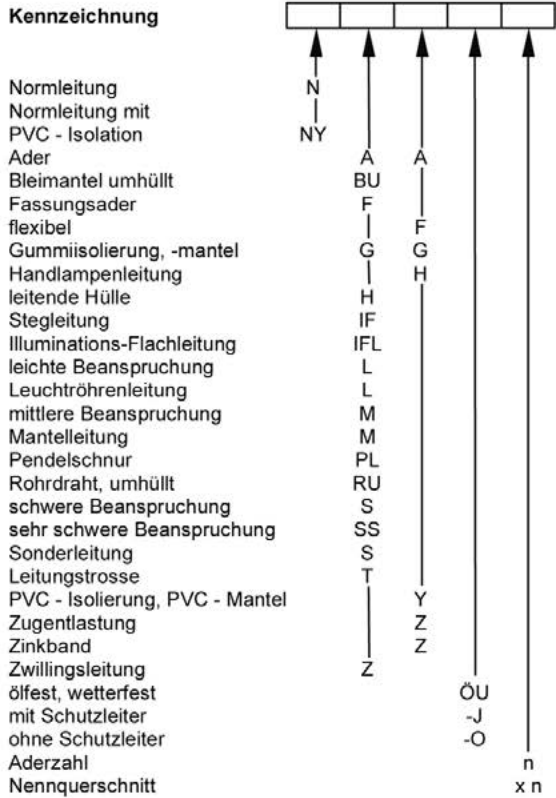 Kennzeichnung
Normleitung N
Normleitung mit
PVC - Isolation NY
Ader A A
Bleimantel umhüllt BU
Fassungsader F
flexibel F
Gummiisolierung, -mantel G G
Handlampenleitung H
leitende Hülle H
Stegleitung IF
Illuminations-Flachleitung IFL
leichte Beanspruchung L
Leuchtröhrenleitung L
mittlere Beanspruchung M
Mantelleitung M
Pendelschnur PL
Rohrdraht, umhüllt RU
schwere Beanspruchung S
sehr schwere Beanspruchung SS
Sonderleitung S
Leitungstrosse T
PVC - Isolierung, PVC - Mantel Y
Zugentlastung Z
Zinkband Z
Zwillingsleitung Z
ölfest, wetterfest ÖU
mit Schutzleiter -J
ohne Schutzleiter -O
Aderzahl n
Nennquerschnitt x n